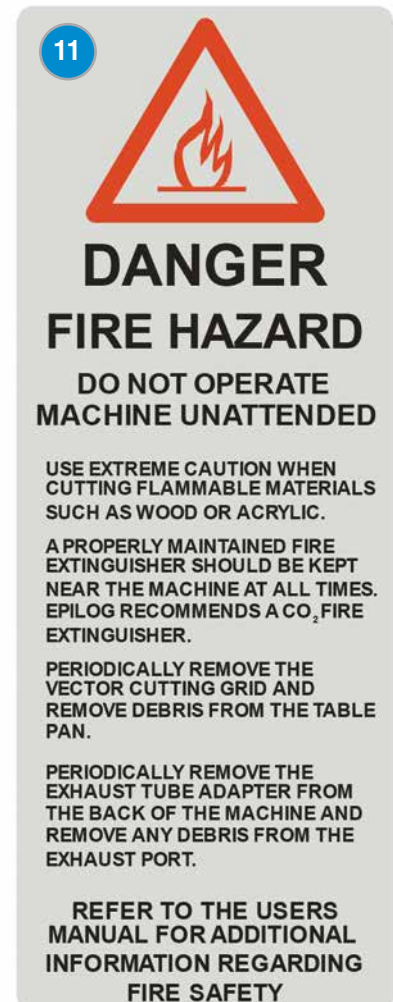 11
DANGER
FIRE HAZARD
DO NOT OPERATE
MACHINE UNATTENDED
USE EXTREME CAUTION WHEN
CUTTING FLAMMABLE MATERIALS
SUCH AS WOOD OR ACRYLIC.
A PROPERLY MAINTAINED FIRE
EXTINGUISHER SHOULD BE KEPT
NEAR THE MACHINE AT ALL TIMES.
EPILOG RECOMMENDS A CO₂ FIRE
EXTINGUISHER.
PERIODICALLY REMOVE THE
VECTOR CUTTING GRID AND
REMOVE DEBRIS FROM THE TABLE
PAN.
PERIODICALLY REMOVE THE
EXHAUST TUBE ADAPTER FROM
THE BACK OF THE MACHINE AND
REMOVE ANY DEBRIS FROM THE
EXHAUST PORT.
REFER TO THE USERS
MANUAL FOR ADDITIONAL
INFORMATION REGARDING
FIRE SAFETY